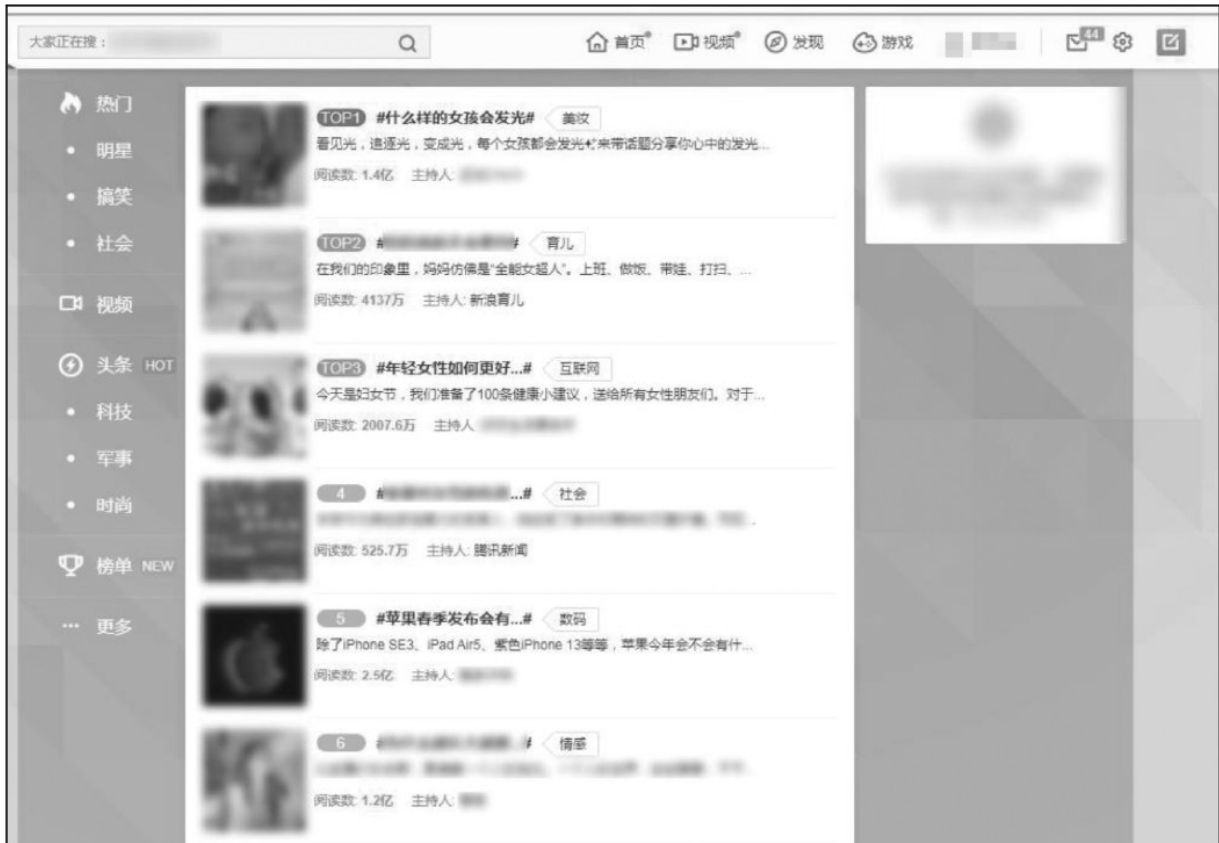 大家正在搜：
首页 视频 发现 游戏 44
热门
明星
搞笑
社会
视频
头条 HOT
科技
军事
时尚
榜单 NEW
更多
TOP1 #什么样的女孩会发光# 美妆
看见光，追逐光，变成光，每个女孩都会发光 来带话题分享你心中的发光...
阅读数: 1.4亿 主持人:
TOP2 # # 育儿
在我们的印象里，妈妈仿佛是“全能女超人”。上班、做饭、带娃、打扫、...
阅读数: 4137万 主持人: 新浪育儿
TOP3 #年轻女性如何更好...# 互联网
今天是妇女节，我们准备了100条健康小建议，送给所有女性朋友们。对于...
阅读数: 2007.6万 主持人
4 # ...# 社会
阅读数: 525.7万 主持人: 腾讯新闻
5 #苹果春季发布会有...# 数码
除了iPhone SE3、iPad Air5、紫色iPhone 13等等，苹果今年会不会有什...
阅读数: 2.5亿 主持人:
6 # # 情感
阅读数: 1.2亿 主持人: